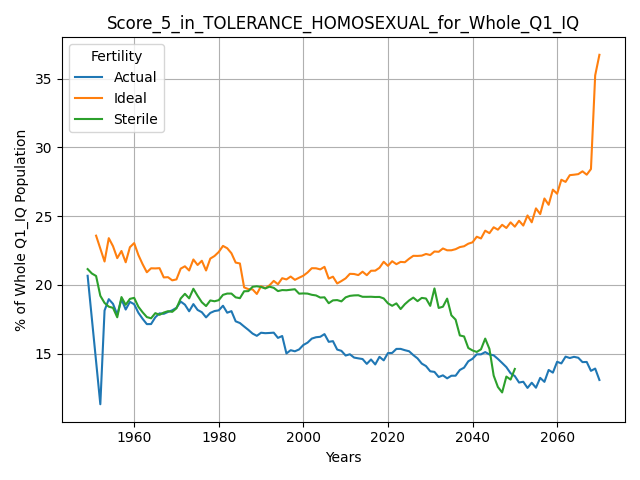 Score_5_in_TOLERANCE_HOMOSEXUAL_for_Whole_Q1_IQ
Fertility
Actual
Ideal
Sterile
% of Whole Q1_IQ Population
35
30
25
20
15
1960
1980
2000
2020
2040
2060
Years